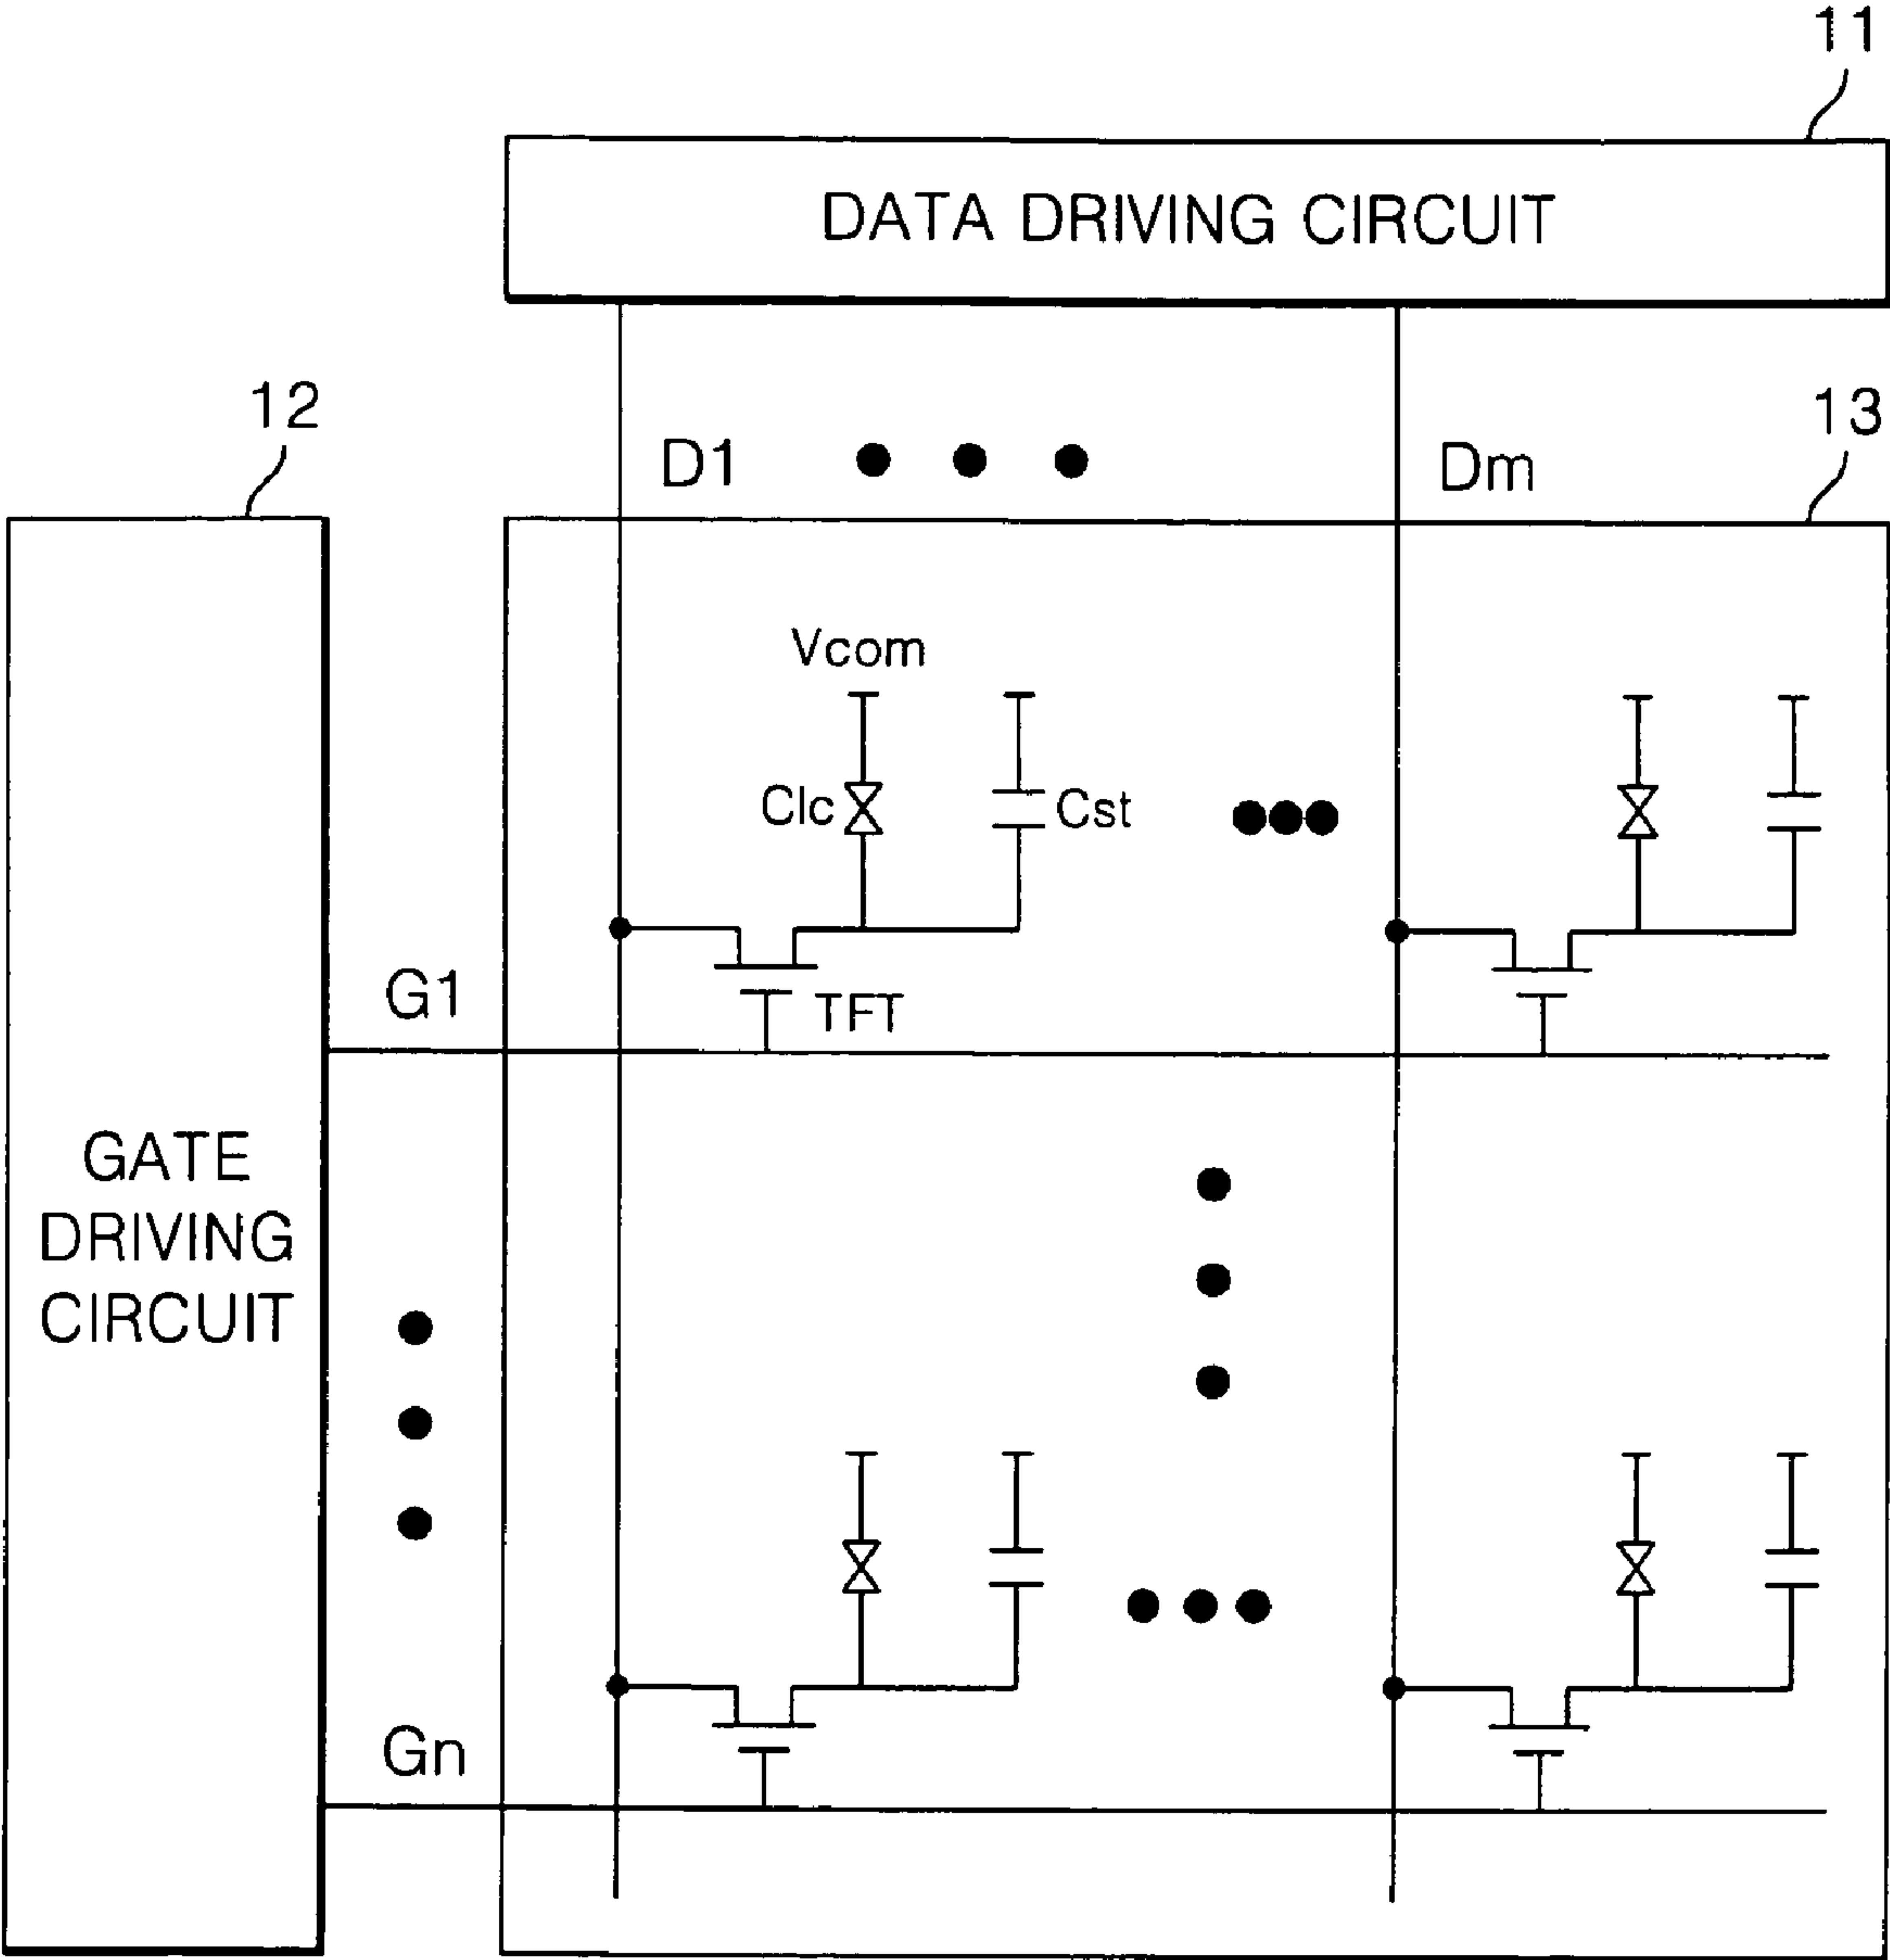 11
DATA DRIVING CIRCUIT
12
13
D1
Dm
Vcom
Clc
Cst
G1
TFT
GATE
DRIVING
CIRCUIT
Gn